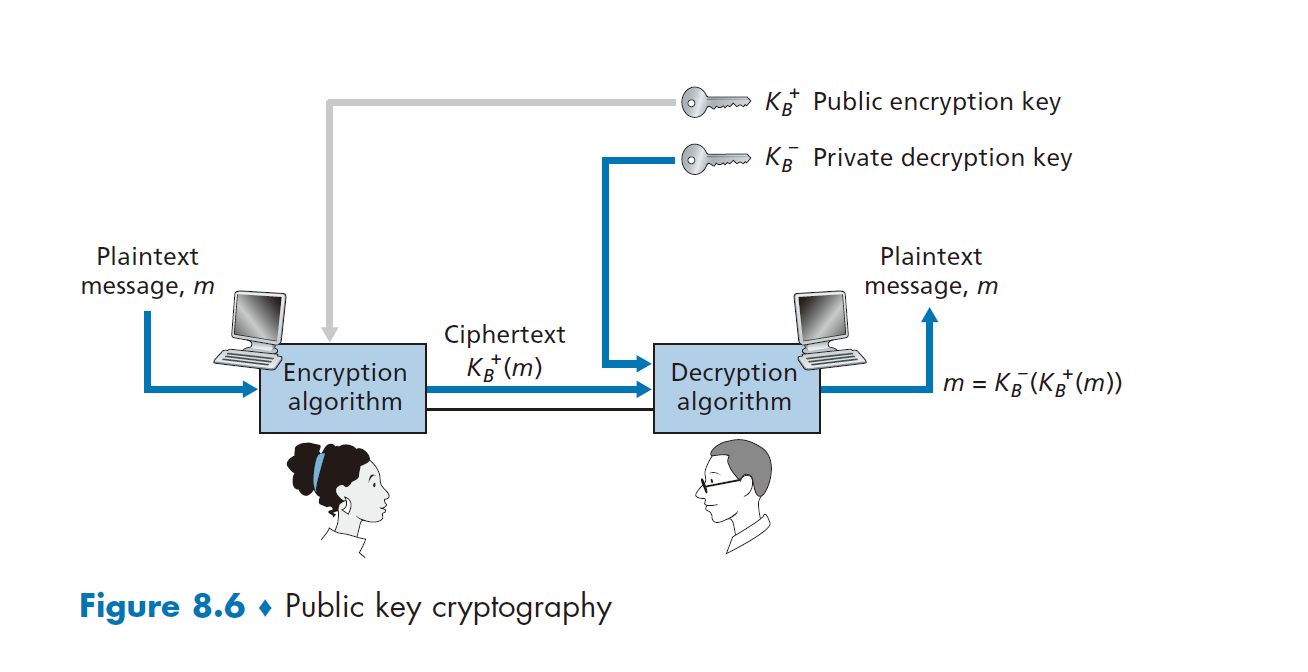 K_B^+ Public encryption key
K_B^- Private decryption key
Plaintext
message, m
Plaintext
message, m
Ciphertext
K_B^+(m)
Encryption
algorithm
Decryption
algorithm
m = K_B^-(K_B^+(m))
Figure 8.6 ♦ Public key cryptography